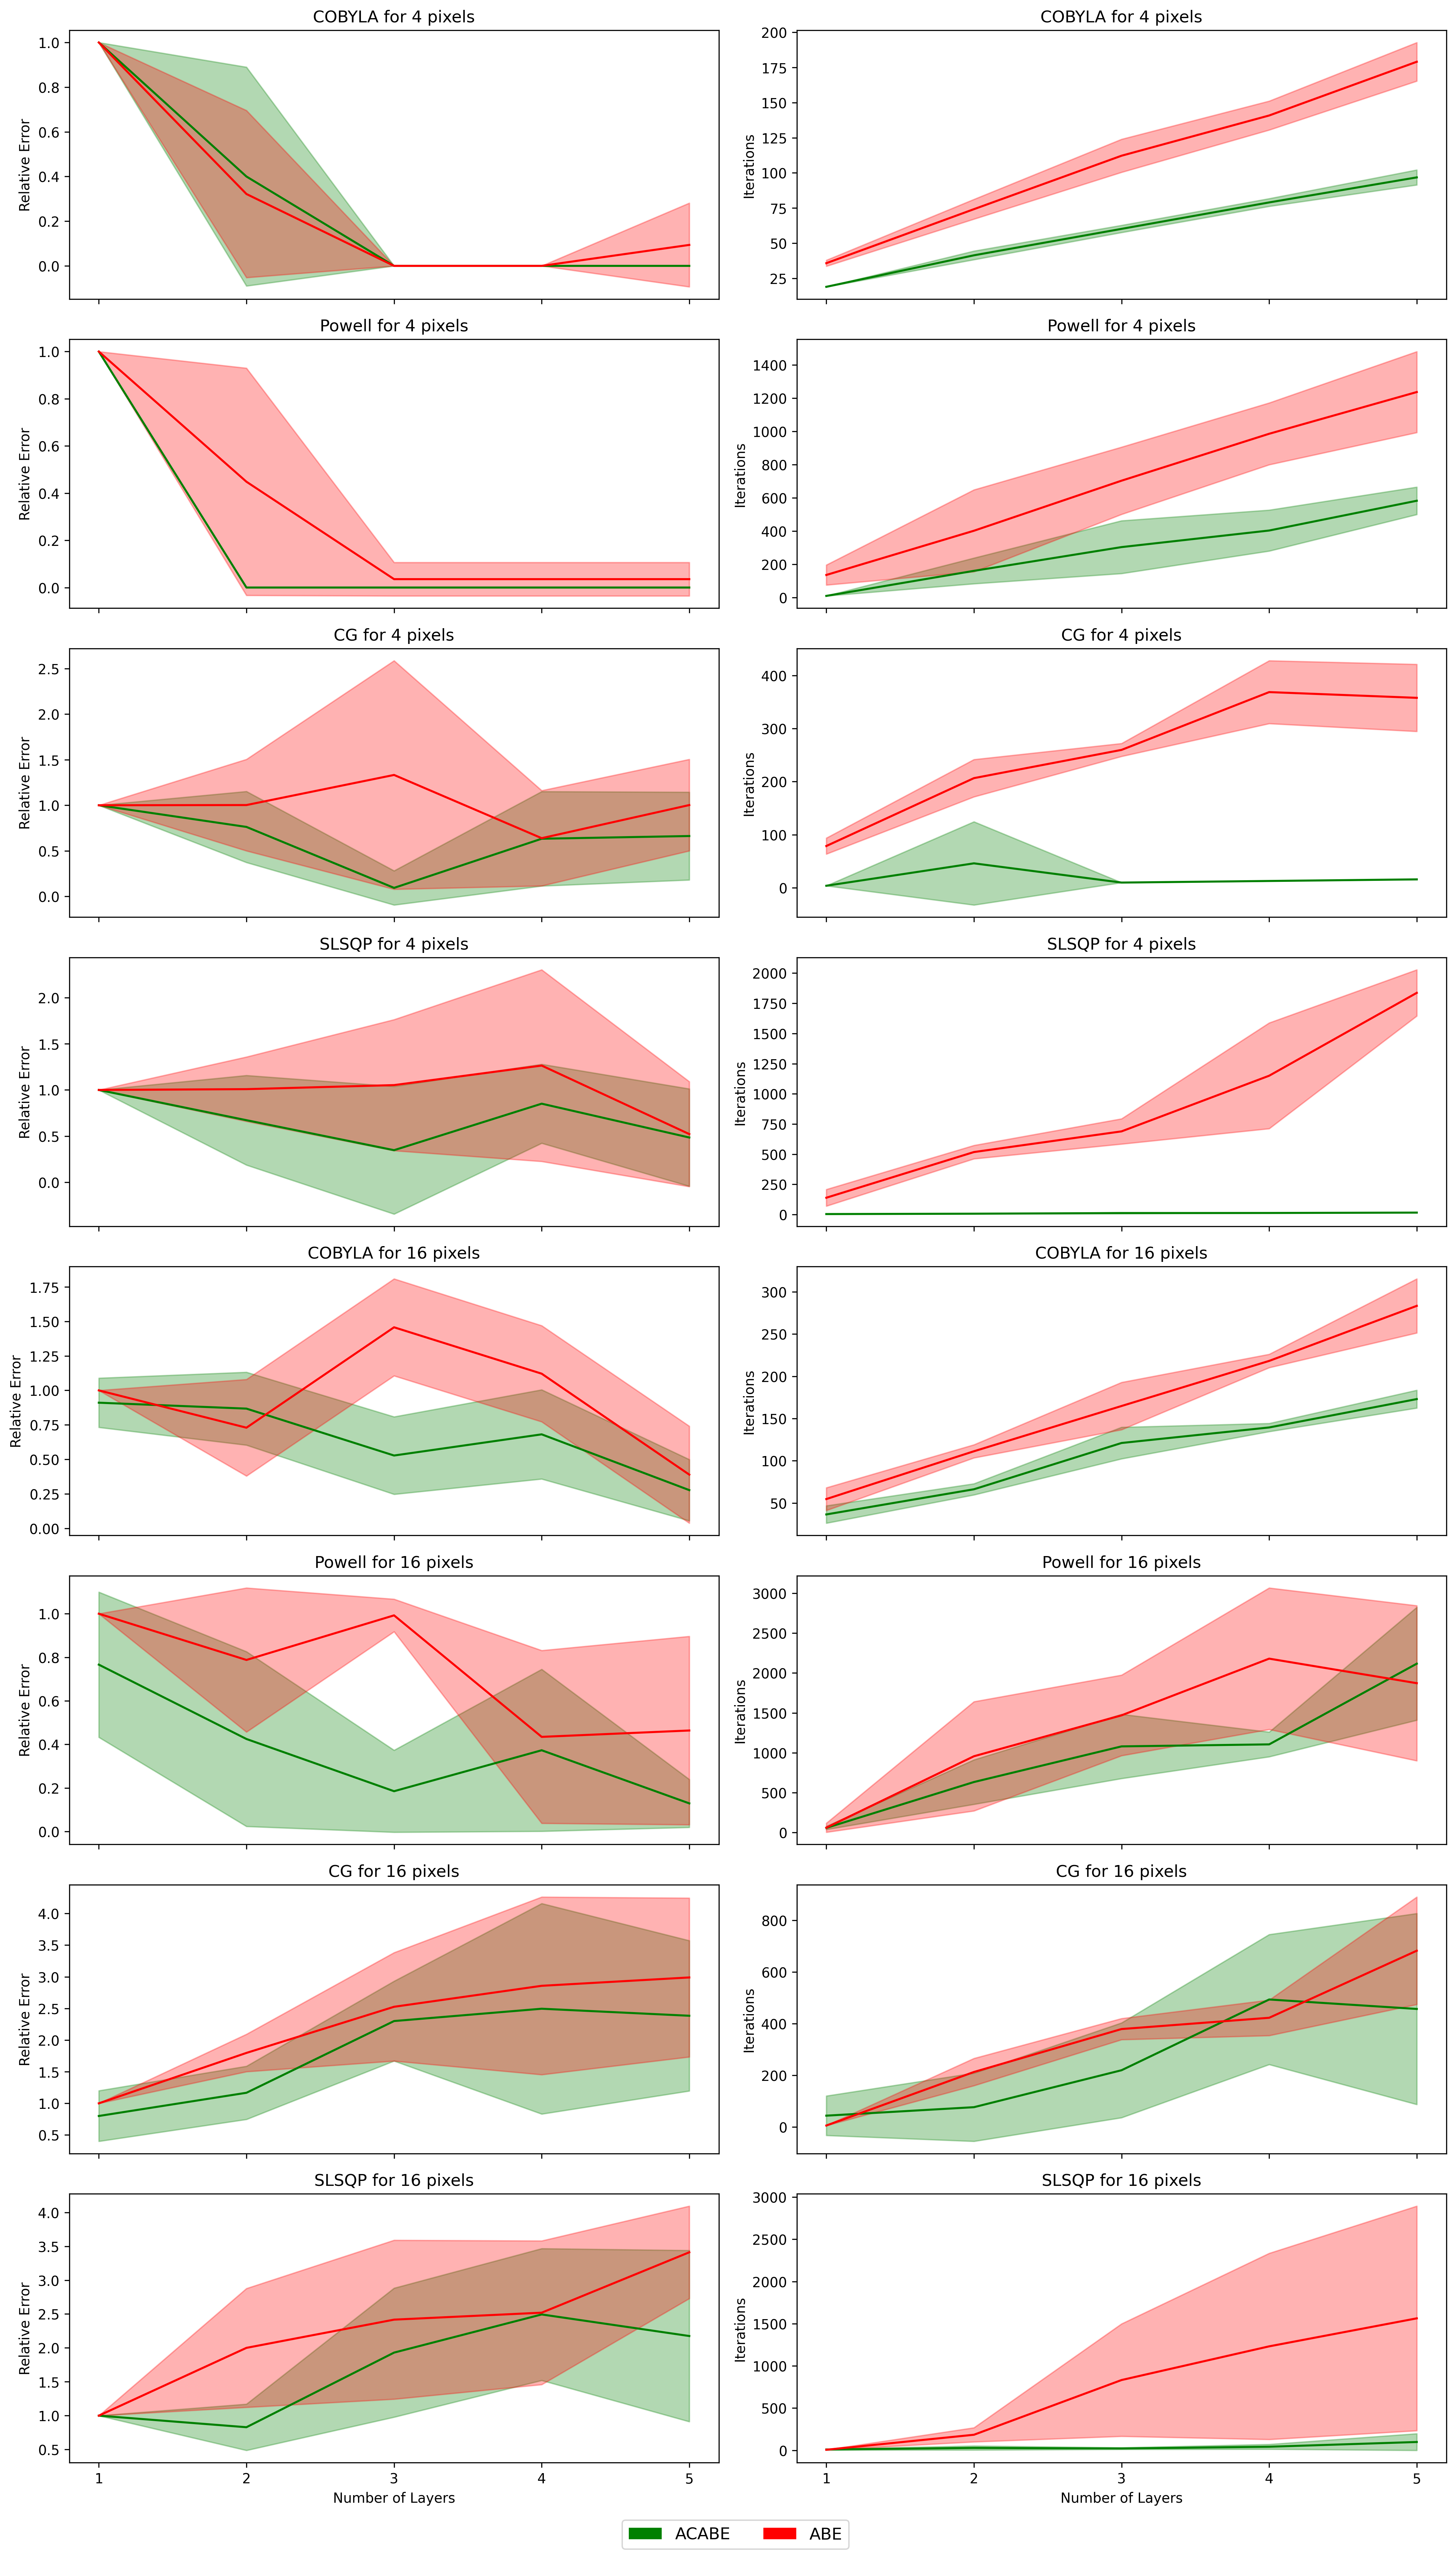 COBYLA for 4 pixels
COBYLA for 4 pixels
1.0
0.8
0.6
0.4
0.2
0.0
Relative Error
200
175
150
125
100
75
50
25
Iterations
Powell for 4 pixels
Powell for 4 pixels
1.0
0.8
0.6
0.4
0.2
0.0
Relative Error
1400
1200
1000
800
600
400
200
0
Iterations
CG for 4 pixels
CG for 4 pixels
2.5
2.0
1.5
1.0
0.5
0.0
Relative Error
400
300
200
100
0
Iterations
SLSQP for 4 pixels
SLSQP for 4 pixels
2.0
1.5
1.0
0.5
0.0
Relative Error
2000
1750
1500
1250
1000
750
500
250
0
Iterations
COBYLA for 16 pixels
COBYLA for 16 pixels
1.75
1.50
1.25
1.00
0.75
0.50
0.25
0.00
Relative Error
300
250
200
150
100
50
Iterations
Powell for 16 pixels
Powell for 16 pixels
1.0
0.8
0.6
0.4
0.2
0.0
Relative Error
3000
2500
2000
1500
1000
500
0
Iterations
CG for 16 pixels
CG for 16 pixels
4.0
3.5
3.0
2.5
2.0
1.5
1.0
0.5
Relative Error
800
600
400
200
0
Iterations
SLSQP for 16 pixels
SLSQP for 16 pixels
4.0
3.5
3.0
2.5
2.0
1.5
1.0
0.5
Relative Error
3000
2500
2000
1500
1000
500
0
Iterations
1 2 3 4 5
Number of Layers
1 2 3 4 5
Number of Layers
ACABE ABE